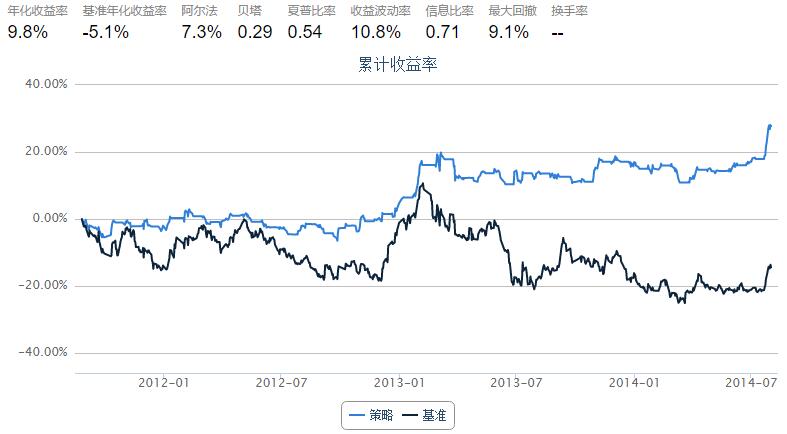 年化收益率 基准年化收益率 阿尔法 贝塔 夏普比率 收益波动率 信息比率 最大回撤 换手率
9.8% -5.1% 7.3% 0.29 0.54 10.8% 0.71 9.1% --
累计收益率
40.00%
20.00%
0.00%
-20.00%
-40.00%
2012-01 2012-07 2013-01 2013-07 2014-01 2014-07
策略 基准